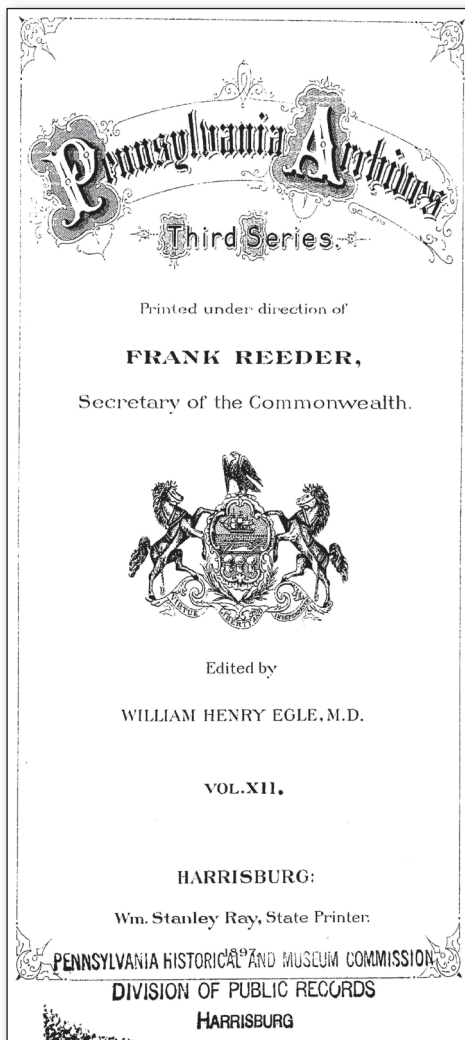 Pennsylvania Archives
Third Series.
Printed under direction of
FRANK REEDER,
Secretary of the Commonwealth.
VIRTUE LIBERTY AND INDEPENDENCE
Edited by
WILLIAM HENRY EGLE, M.D.
VOL. XII.
HARRISBURG:
Wm. Stanley Ray, State Printer.
1897
PENNSYLVANIA HISTORICAL AND MUSEUM COMMISSION
DIVISION OF PUBLIC RECORDS
HARRISBURG